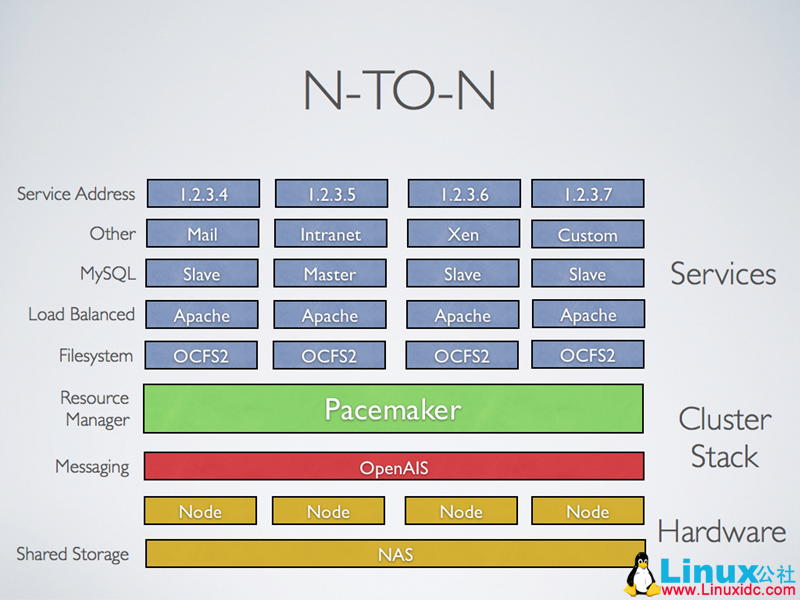 N-TO-N
Service Address 1.2.3.4 1.2.3.5 1.2.3.6 1.2.3.7
Other Mail Intranet Xen Custom
MySQL Slave Master Slave Slave
Services
Load Balanced Apache Apache Apache Apache
Filesystem OCFS2 OCFS2 OCFS2 OCFS2
Resource
Manager
Pacemaker
Cluster
Stack
Messaging OpenAIS
Node Node Node Node
Hardware
Shared Storage NAS
Linux公社
www.Linuxidc.com